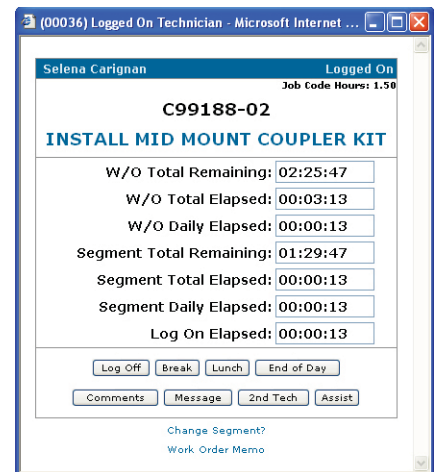 (00036) Logged On Technician - Microsoft Internet ...
Selena Carignan Logged On
Job Code Hours: 1.50
C99188-02
INSTALL MID MOUNT COUPLER KIT
W/O Total Remaining: 02:25:47
W/O Total Elapsed: 00:03:13
W/O Daily Elapsed: 00:00:13
Segment Total Remaining: 01:29:47
Segment Total Elapsed: 00:00:13
Segment Daily Elapsed: 00:00:13
Log On Elapsed: 00:00:13
Log Off Break Lunch End of Day
Comments Message 2nd Tech Assist
Change Segment?
Work Order Memo